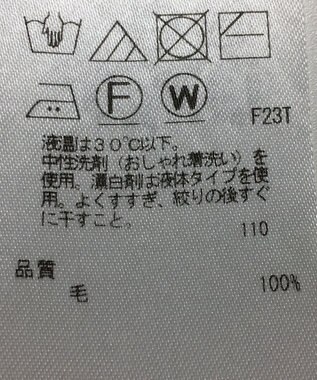 F W
F23T
液温は30℃以下。
中性洗剤（おしゃれ着洗い）を
使用。漂白剤は液体タイプを使
用。よくすすぎ、絞りの後すぐ
に干すこと。
110
品質
毛 100%